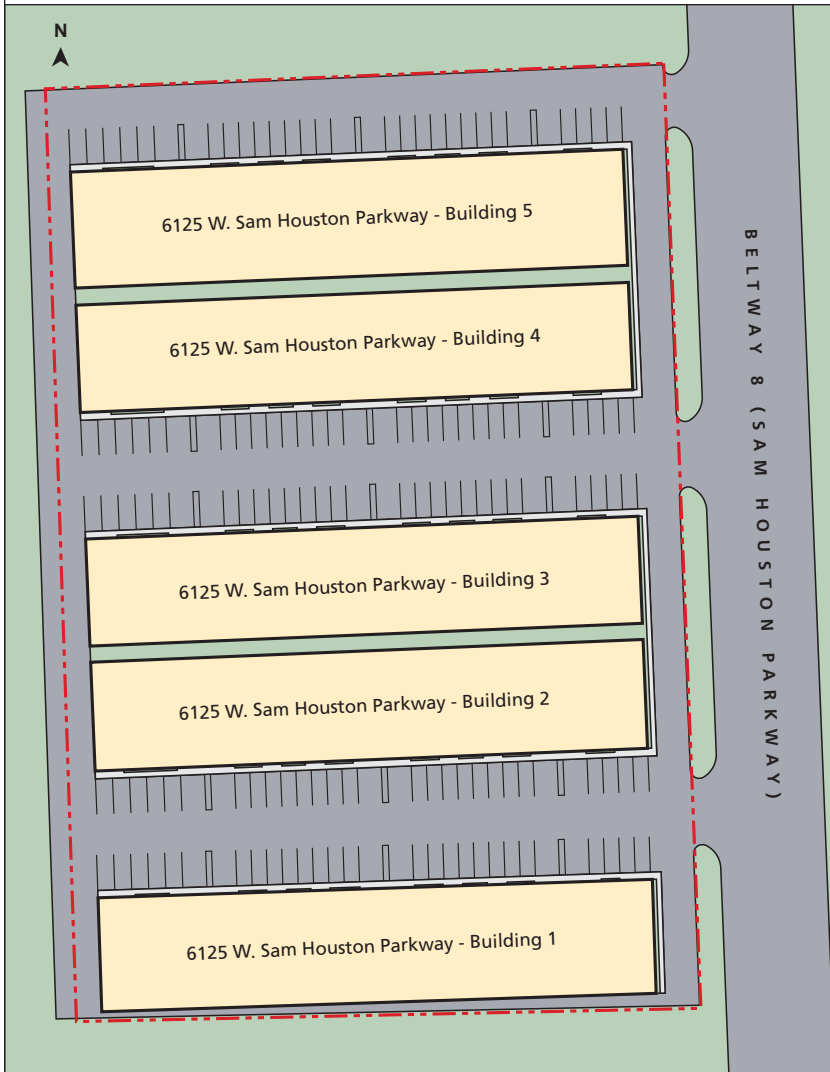 N
6125 W. Sam Houston Parkway - Building 5
6125 W. Sam Houston Parkway - Building 4
BELTWAY 8 (SAM HOUSTON PARKWAY)
6125 W. Sam Houston Parkway - Building 3
6125 W. Sam Houston Parkway - Building 2
6125 W. Sam Houston Parkway - Building 1